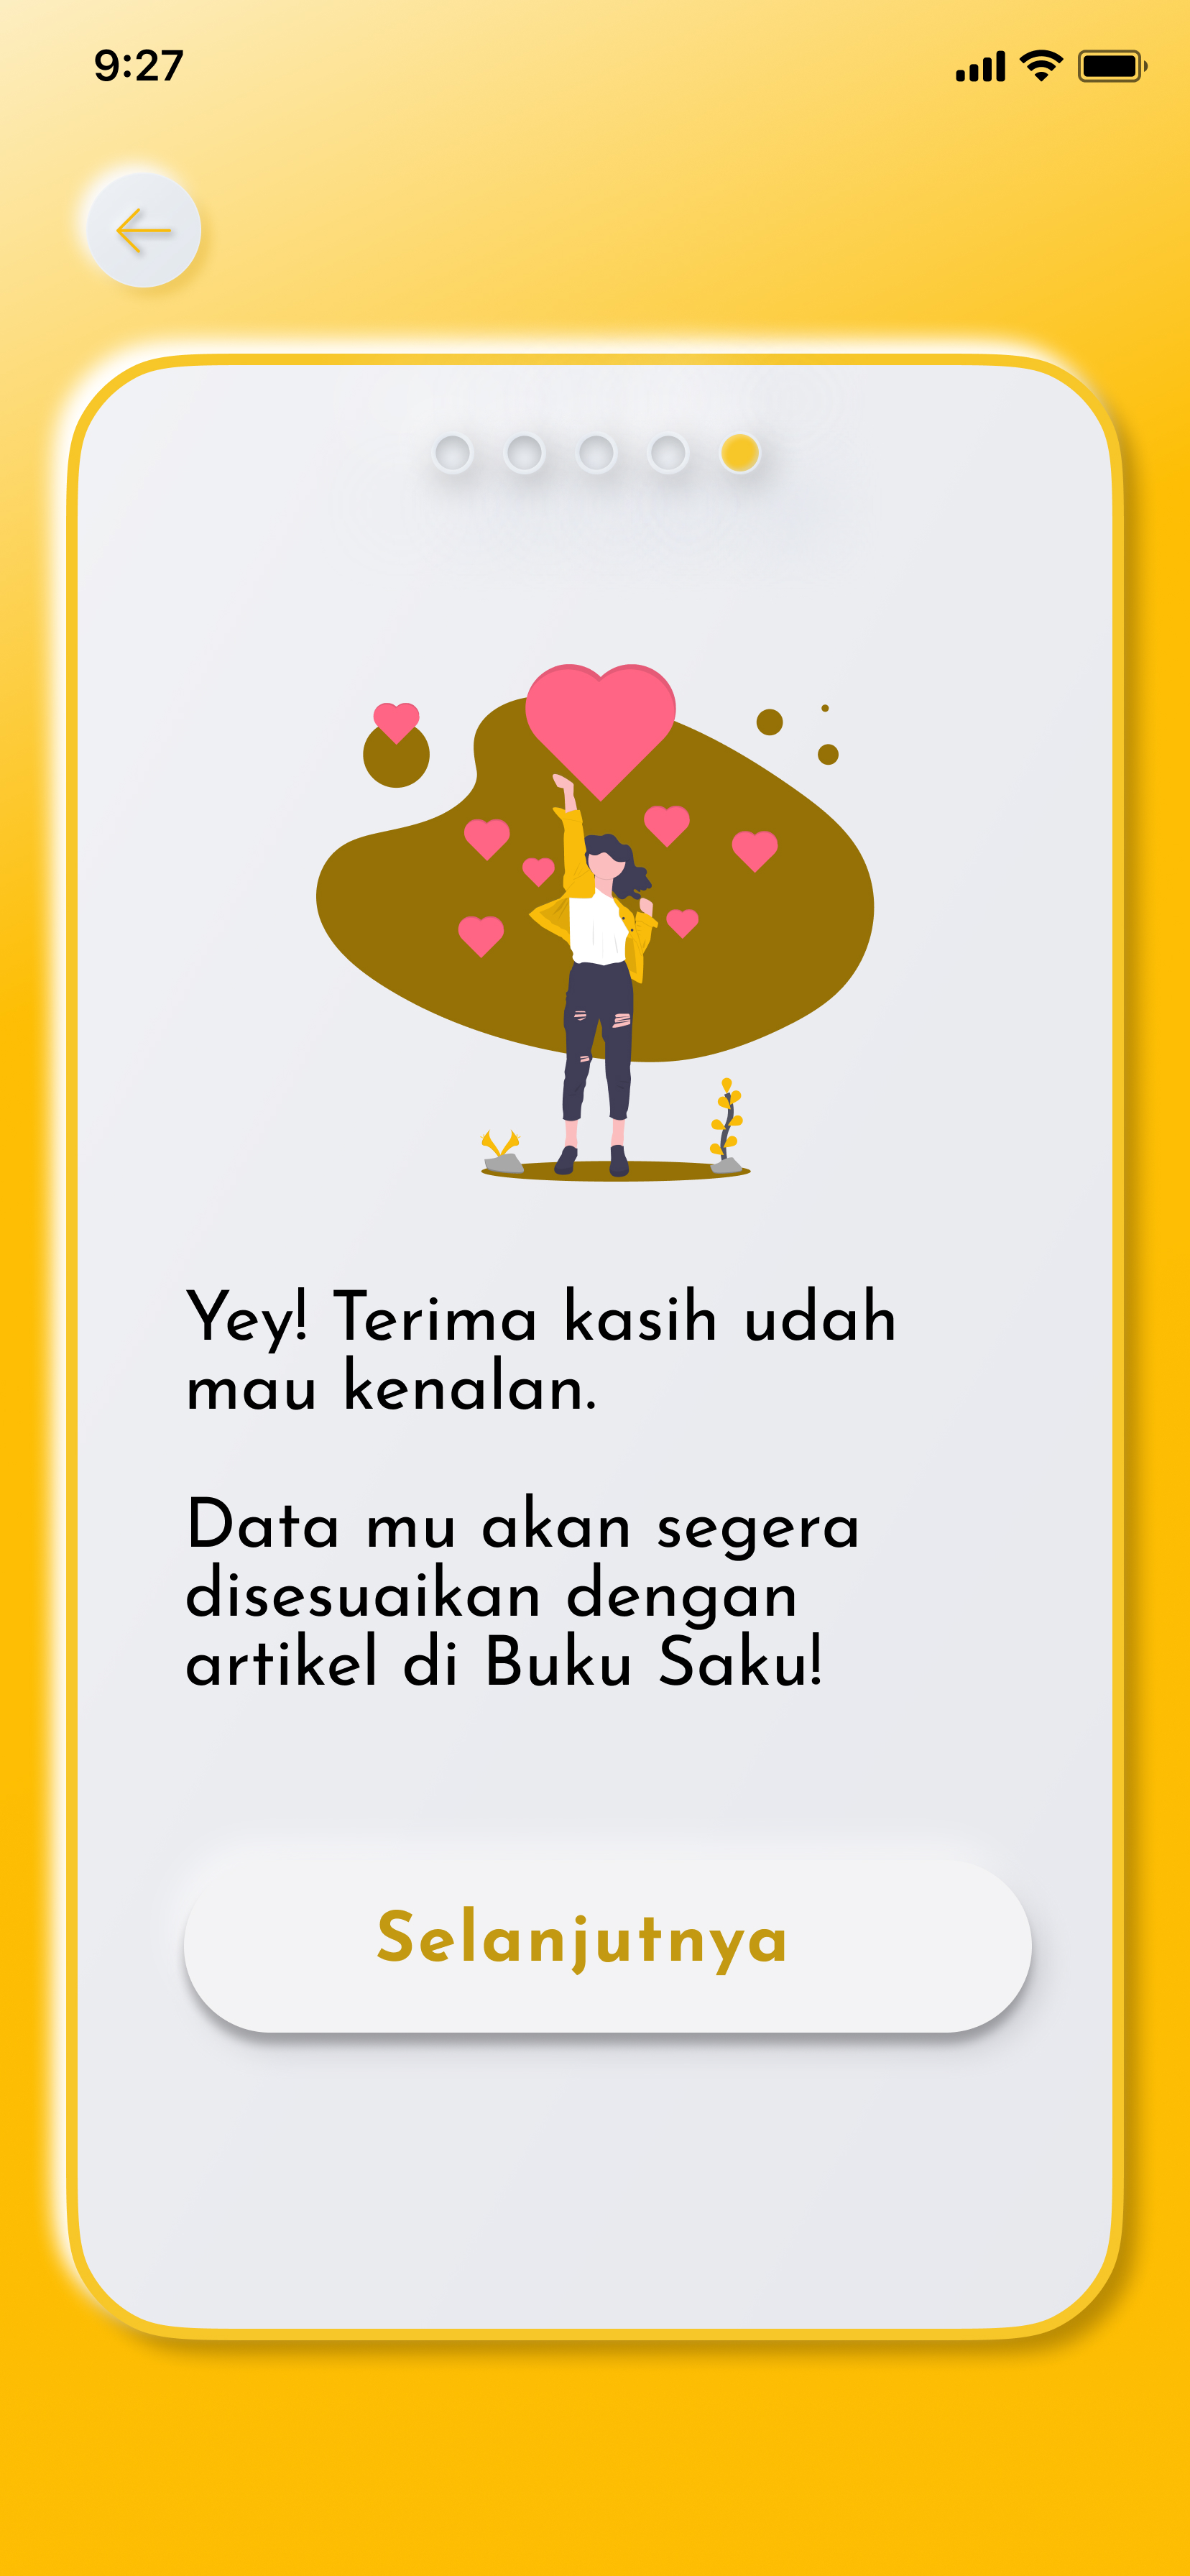 9:27
Yey! Terima kasih udah
mau kenalan.
Data mu akan segera
disesuaikan dengan
artikel di Buku Saku!
Selanjutnya